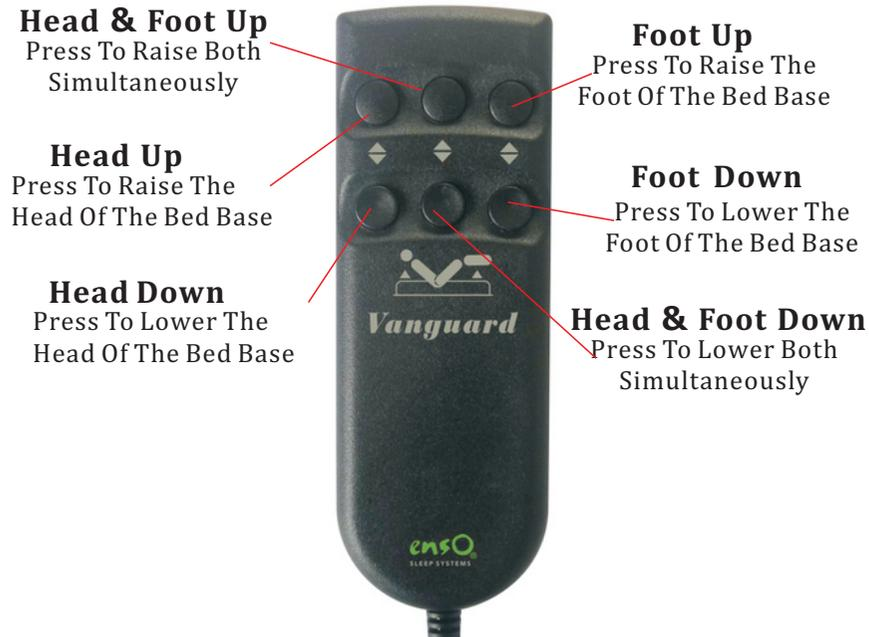 Head & Foot Up
Press To Raise Both
Simultaneously
Foot Up
Press To Raise The
Foot Of The Bed Base
Head Up
Press To Raise The
Head Of The Bed Base
Foot Down
Press To Lower The
Foot Of The Bed Base
Head Down
Press To Lower The
Head Of The Bed Base
Head & Foot Down
Press To Lower Both
Simultaneously
Vanguard
ensO®
SLEEP SYSTEMS